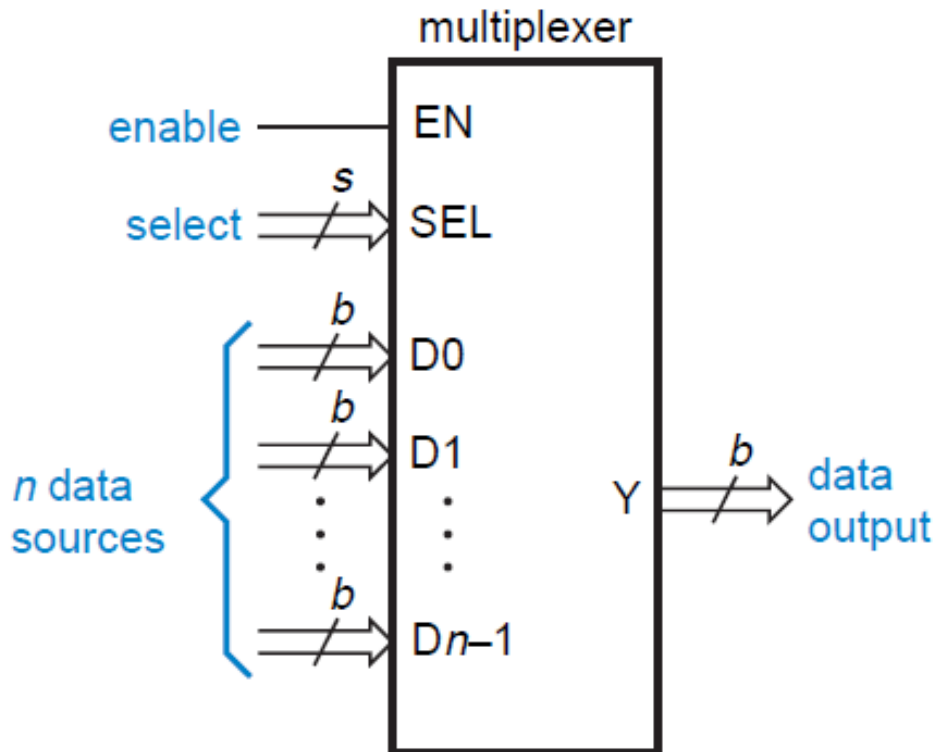 multiplexer
enable EN
s
select SEL
b
D0
b
D1
n data
sources
b
Dn–1
Y
b
data
output